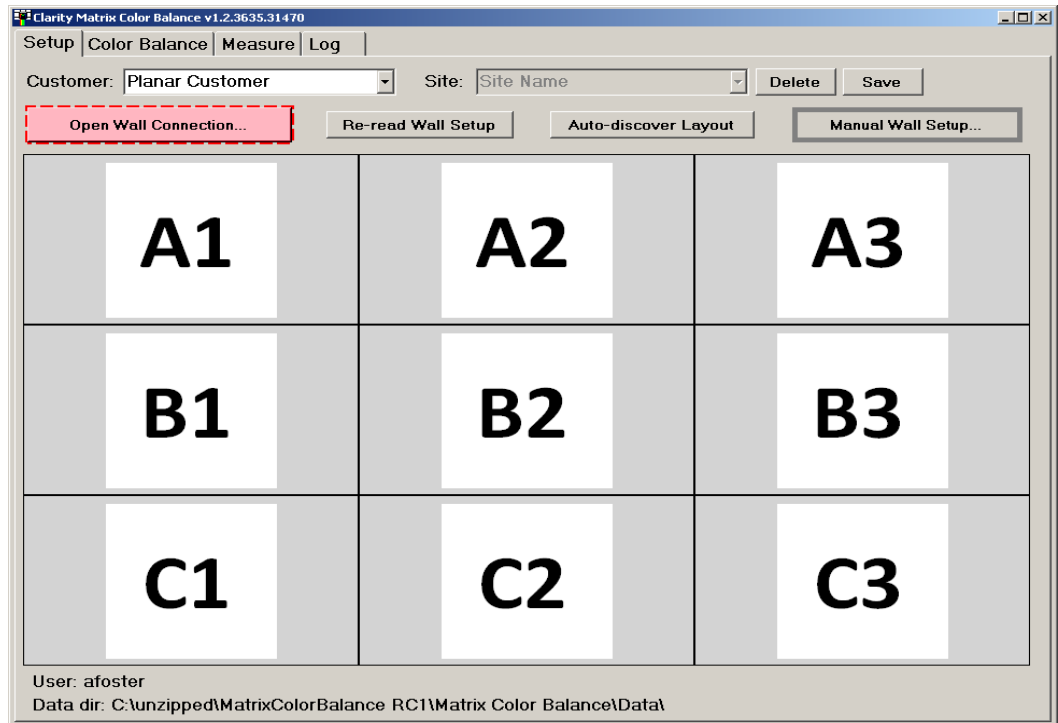 Clarity Matrix Color Balance v1.2.3635.31470
Setup Color Balance Measure Log
Customer: Planar Customer Site: Site Name Delete Save
Open Wall Connection... Re-read Wall Setup Auto-discover Layout Manual Wall Setup...
A1 A2 A3
B1 B2 B3
C1 C2 C3
User: afoster
Data dir: C:\unzipped\MatrixColorBalance RC1\Matrix Color Balance\Data\